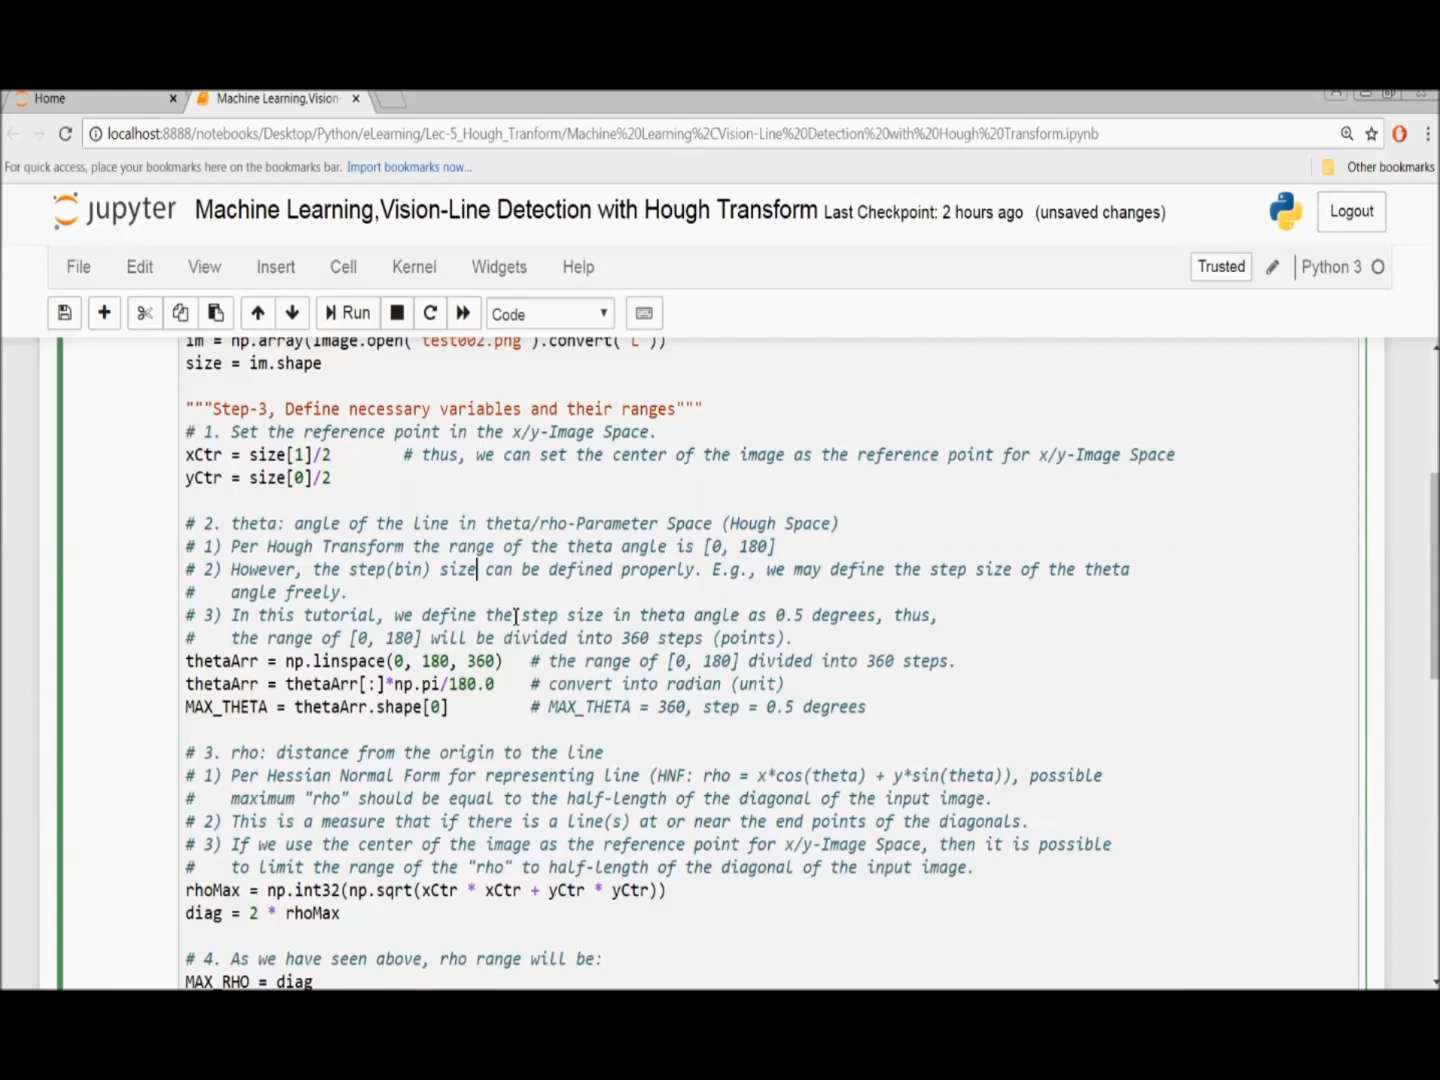 Home
Machine Learning,Vision-
localhost:8888/notebooks/Desktop/Python/eLearning/Lec-5_Hough_Tranform/Machine%20Learning%2CVision-Line%20Detection%20with%20Hough%20Transform.ipynb
For quick access, place your bookmarks here on the bookmarks bar. Import bookmarks now...
Other bookmarks
jupyter Machine Learning,Vision-Line Detection with Hough Transform Last Checkpoint: 2 hours ago (unsaved changes)
Logout
File Edit View Insert Cell Kernel Widgets Help
Trusted Python 3
Run Code
im = np.array(Image.open( test002.png ).convert( L ))
size = im.shape
"""Step-3, Define necessary variables and their ranges"""
# 1. Set the reference point in the x/y-Image Space.
xCtr = size[1]/2 # thus, we can set the center of the image as the reference point for x/y-Image Space
yCtr = size[0]/2
# 2. theta: angle of the line in theta/rho-Parameter Space (Hough Space)
# 1) Per Hough Transform the range of the theta angle is [0, 180]
# 2) However, the step(bin) size can be defined properly. E.g., we may define the step size of the theta
# angle freely.
# 3) In this tutorial, we define the step size in theta angle as 0.5 degrees, thus,
# the range of [0, 180] will be divided into 360 steps (points).
thetaArr = np.linspace(0, 180, 360) # the range of [0, 180] divided into 360 steps.
thetaArr = thetaArr[:]*np.pi/180.0 # convert into radian (unit)
MAX_THETA = thetaArr.shape[0] # MAX_THETA = 360, step = 0.5 degrees
# 3. rho: distance from the origin to the line
# 1) Per Hessian Normal Form for representing line (HNF: rho = x*cos(theta) + y*sin(theta)), possible
# maximum "rho" should be equal to the half-length of the diagonal of the input image.
# 2) This is a measure that if there is a line(s) at or near the end points of the diagonals.
# 3) If we use the center of the image as the reference point for x/y-Image Space, then it is possible
# to limit the range of the "rho" to half-length of the diagonal of the input image.
rhoMax = np.int32(np.sqrt(xCtr * xCtr + yCtr * yCtr))
diag = 2 * rhoMax
# 4. As we have seen above, rho range will be:
MAX_RHO = diag